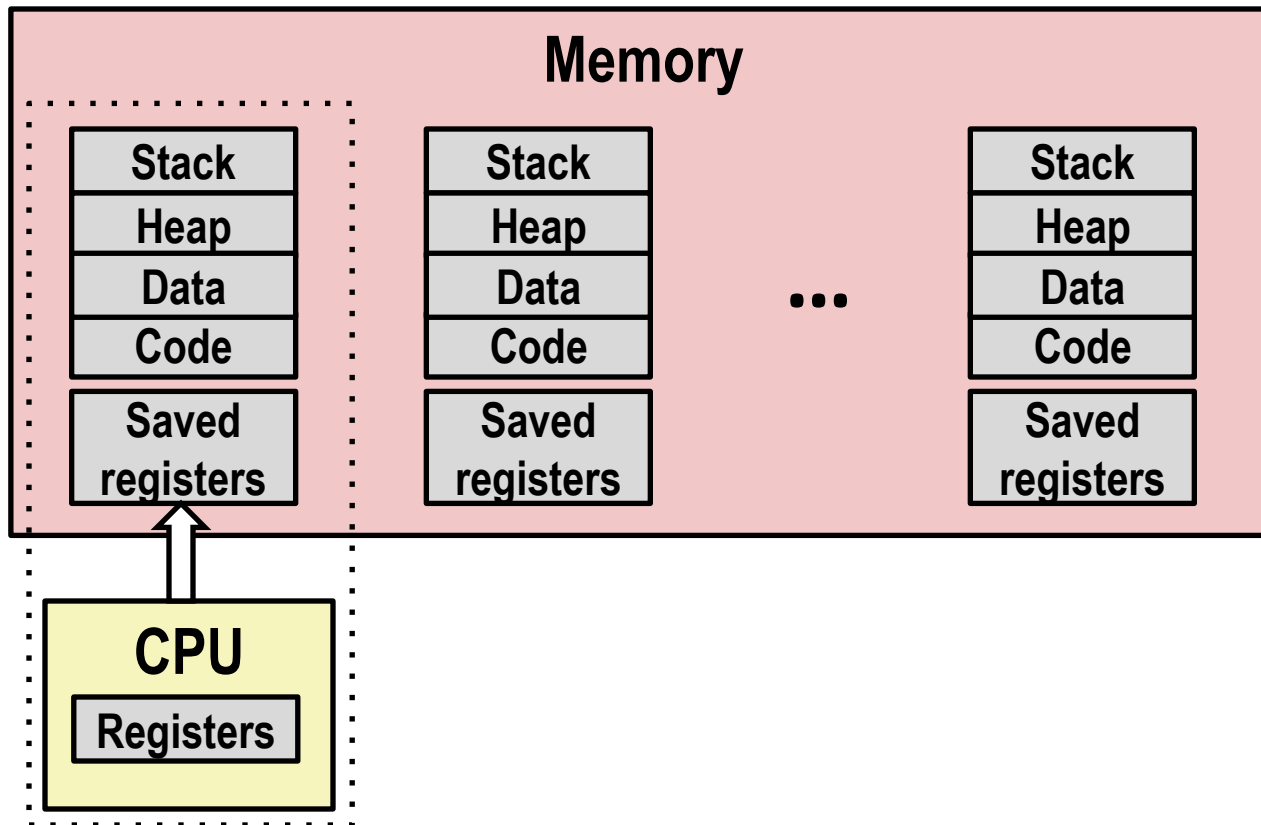 Memory
Stack
Heap
Data
Code
Saved
registers
Stack
Heap
Data
Code
Saved
registers
...
Stack
Heap
Data
Code
Saved
registers
CPU
Registers